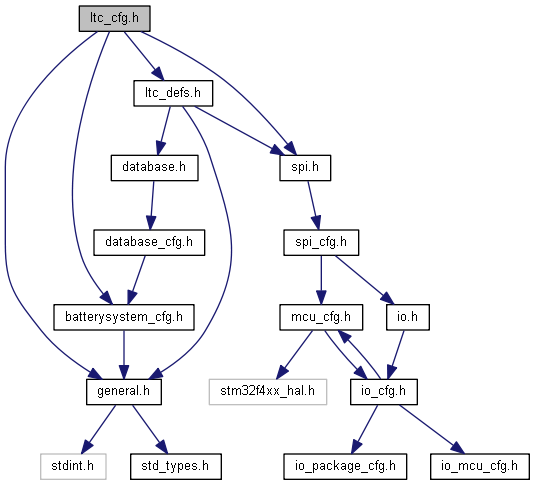 ltc_cfg.h
ltc_defs.h
database.h
spi.h
database_cfg.h
spi_cfg.h
batterysystem_cfg.h
mcu_cfg.h
io.h
general.h
stm32f4xx_hal.h
io_cfg.h
stdint.h
std_types.h
io_package_cfg.h
io_mcu_cfg.h